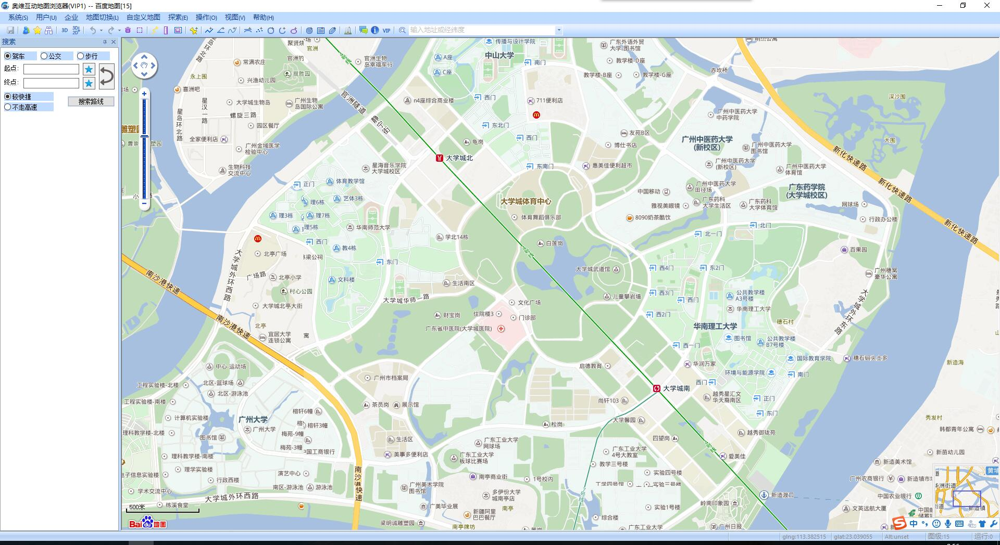 奥维互动地图浏览器(VIP1) -- 百度地图[15]
系统(S) 用户(U) 企业 地图切换(L) 自定义地图 探索(E) 操作(O) 视图(V) 帮助(H)
3D
VIP
输入地址或经纬度
搜索
驾车 公交 步行
起点:
终点:
较快捷
搜索路线
不走高速
传播与设计学院
中山大学
南门
A座
C座
聚贤烧
官洲
官洲钓
官洲生物
岛幸福车行
常满农庄
揽胜园
永上围
兴渔幼儿园
喜洲吧
大学城生物岛
广州生物
岛国际公寓
星汉一路
螺旋三路
星岛环北路
园区餐厅
全家便利店
广州金域医学
检验中心
生物科技
交流中心
官洲隧道
静宁街
n4座综合商业楼
西门
711便利店
东北门
西门
龟岗
大学城北
东南门
广东外语外贸
大学-图书馆
教学楼-D座
教学楼-B座
教学楼-G座
赤坎桥
深沙围
大围
广州中医药大学
中药学院
友苑B区
博仕书店
广州中医药大学
(新校区)
广州中医药大学
图书馆
广州中医药大学
(新校区)
广州中医药大学
体育馆
惠美佳便利超市
新化快速路
新化快速路
新化快速路
中国移动
广州中医药大学
田径场
广东药学院
(大学城校区)
雅视美眼镜
广东药科
大学生活区
广东药科
大学体育馆
网球场
行政办公楼
8090奶茶酷饮
星海音乐学院
大学城校区
正门
体育教学馆
理6栋
艺体3栋
理3栋
理7栋
理5栋
华南师范大学
西门
教4栋
东门
文科楼
大学城体育中心
体育舞蹈俱乐部
学北14栋
白莲岗
大学城武道馆
生活南区
儿童攀岩墙
文化广场
大学城华师一路
北门
北一门
百果园
西4门
东2门
广州穗窝
豪华公寓
西3门
西门
公共教学楼
A3号楼
华南理工大学
西2门
华南理工大学
穗石村
图书馆
公共教学楼
B7号楼
西一门
国际教育学院
穗石码头士多
大学城外环东路
北亭广场
大学城外环西路
广场路
北亭小学
村心公园
大学城北亭大街
北亭
宜居大学
连锁公寓
寓
南沙港快速
南沙港快速
南沙港快速
财宝岗
住院楼3
门诊部
广东省中医院(大学城医院)
启德教育
华润万家
环境与能源学院
南门
西门
大学城南
新造海
中心-运动场
北区-篮球场
北区-游泳池
工程实验楼-北楼
工程实验楼-南楼
计算机实验楼
广州大学
广州大学
理科教学楼-北楼
图书馆
理科教学楼-南楼
理学实验楼
子信息实验楼
行政西楼
学术交流中心
大学城外环西路
练溪食堂
广州市档案局
茶员岗
展示馆
榕轩6幢
榕轩3幢
梅苑-9幢
梅苑-3幢
国工商银行
生活区
美事多便利店
演艺中心
南区-游泳池
游泳池
尚轩103
大学馨园
松岗
越秀星汇文
华天裔南区
正门
东门
越秀御珑苑
四望岗
爱美佳
广东工业大学
网球场
广东工业大学
板球比赛场
南亭商业街
1号校内
广东工业大学
4号大教室
教学三号楼
实验四号楼
实验1号楼
综合楼
广州美术学院
图书馆
广美毕业展
多伊份大学
城南亭店
南亭
新疆阿里
巴巴餐厅
梁明诚雕塑园
南亭牌坊
岭南印象园
广州日报
新造渡口
秀发村
韩都青年公寓
新苗幼儿园
新造美术馆
广州农商银行
新造镇
中国农业银行
文英远航大厦
500米
Bai 地图
中
glng:113.382515 glat:23.039055 Alt:unset 图级:15 运行:0